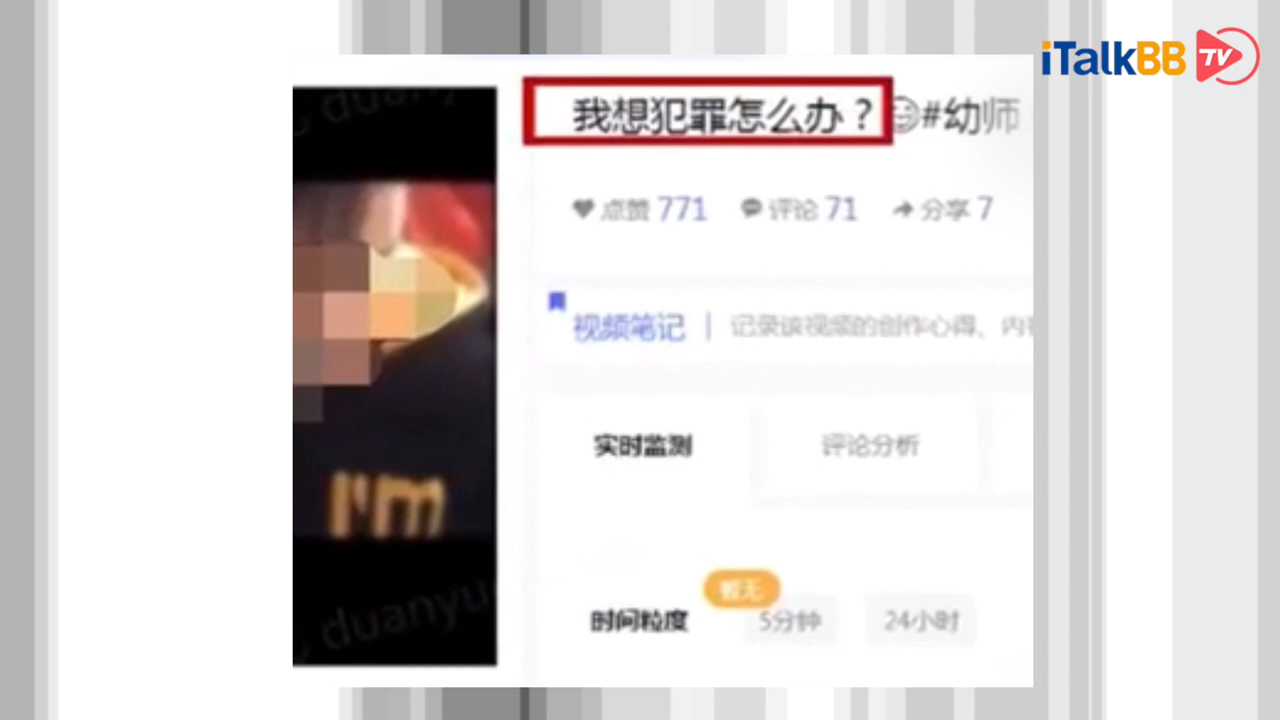 iTalkBB TV
我想犯罪怎么办？#幼师
点赞 771 评论 71 分享 7
视频笔记 | 记录该视频的创作心得、内
实时监测 评论分析
I'm
暂无
时间粒度 5分钟 24小时
duanyu